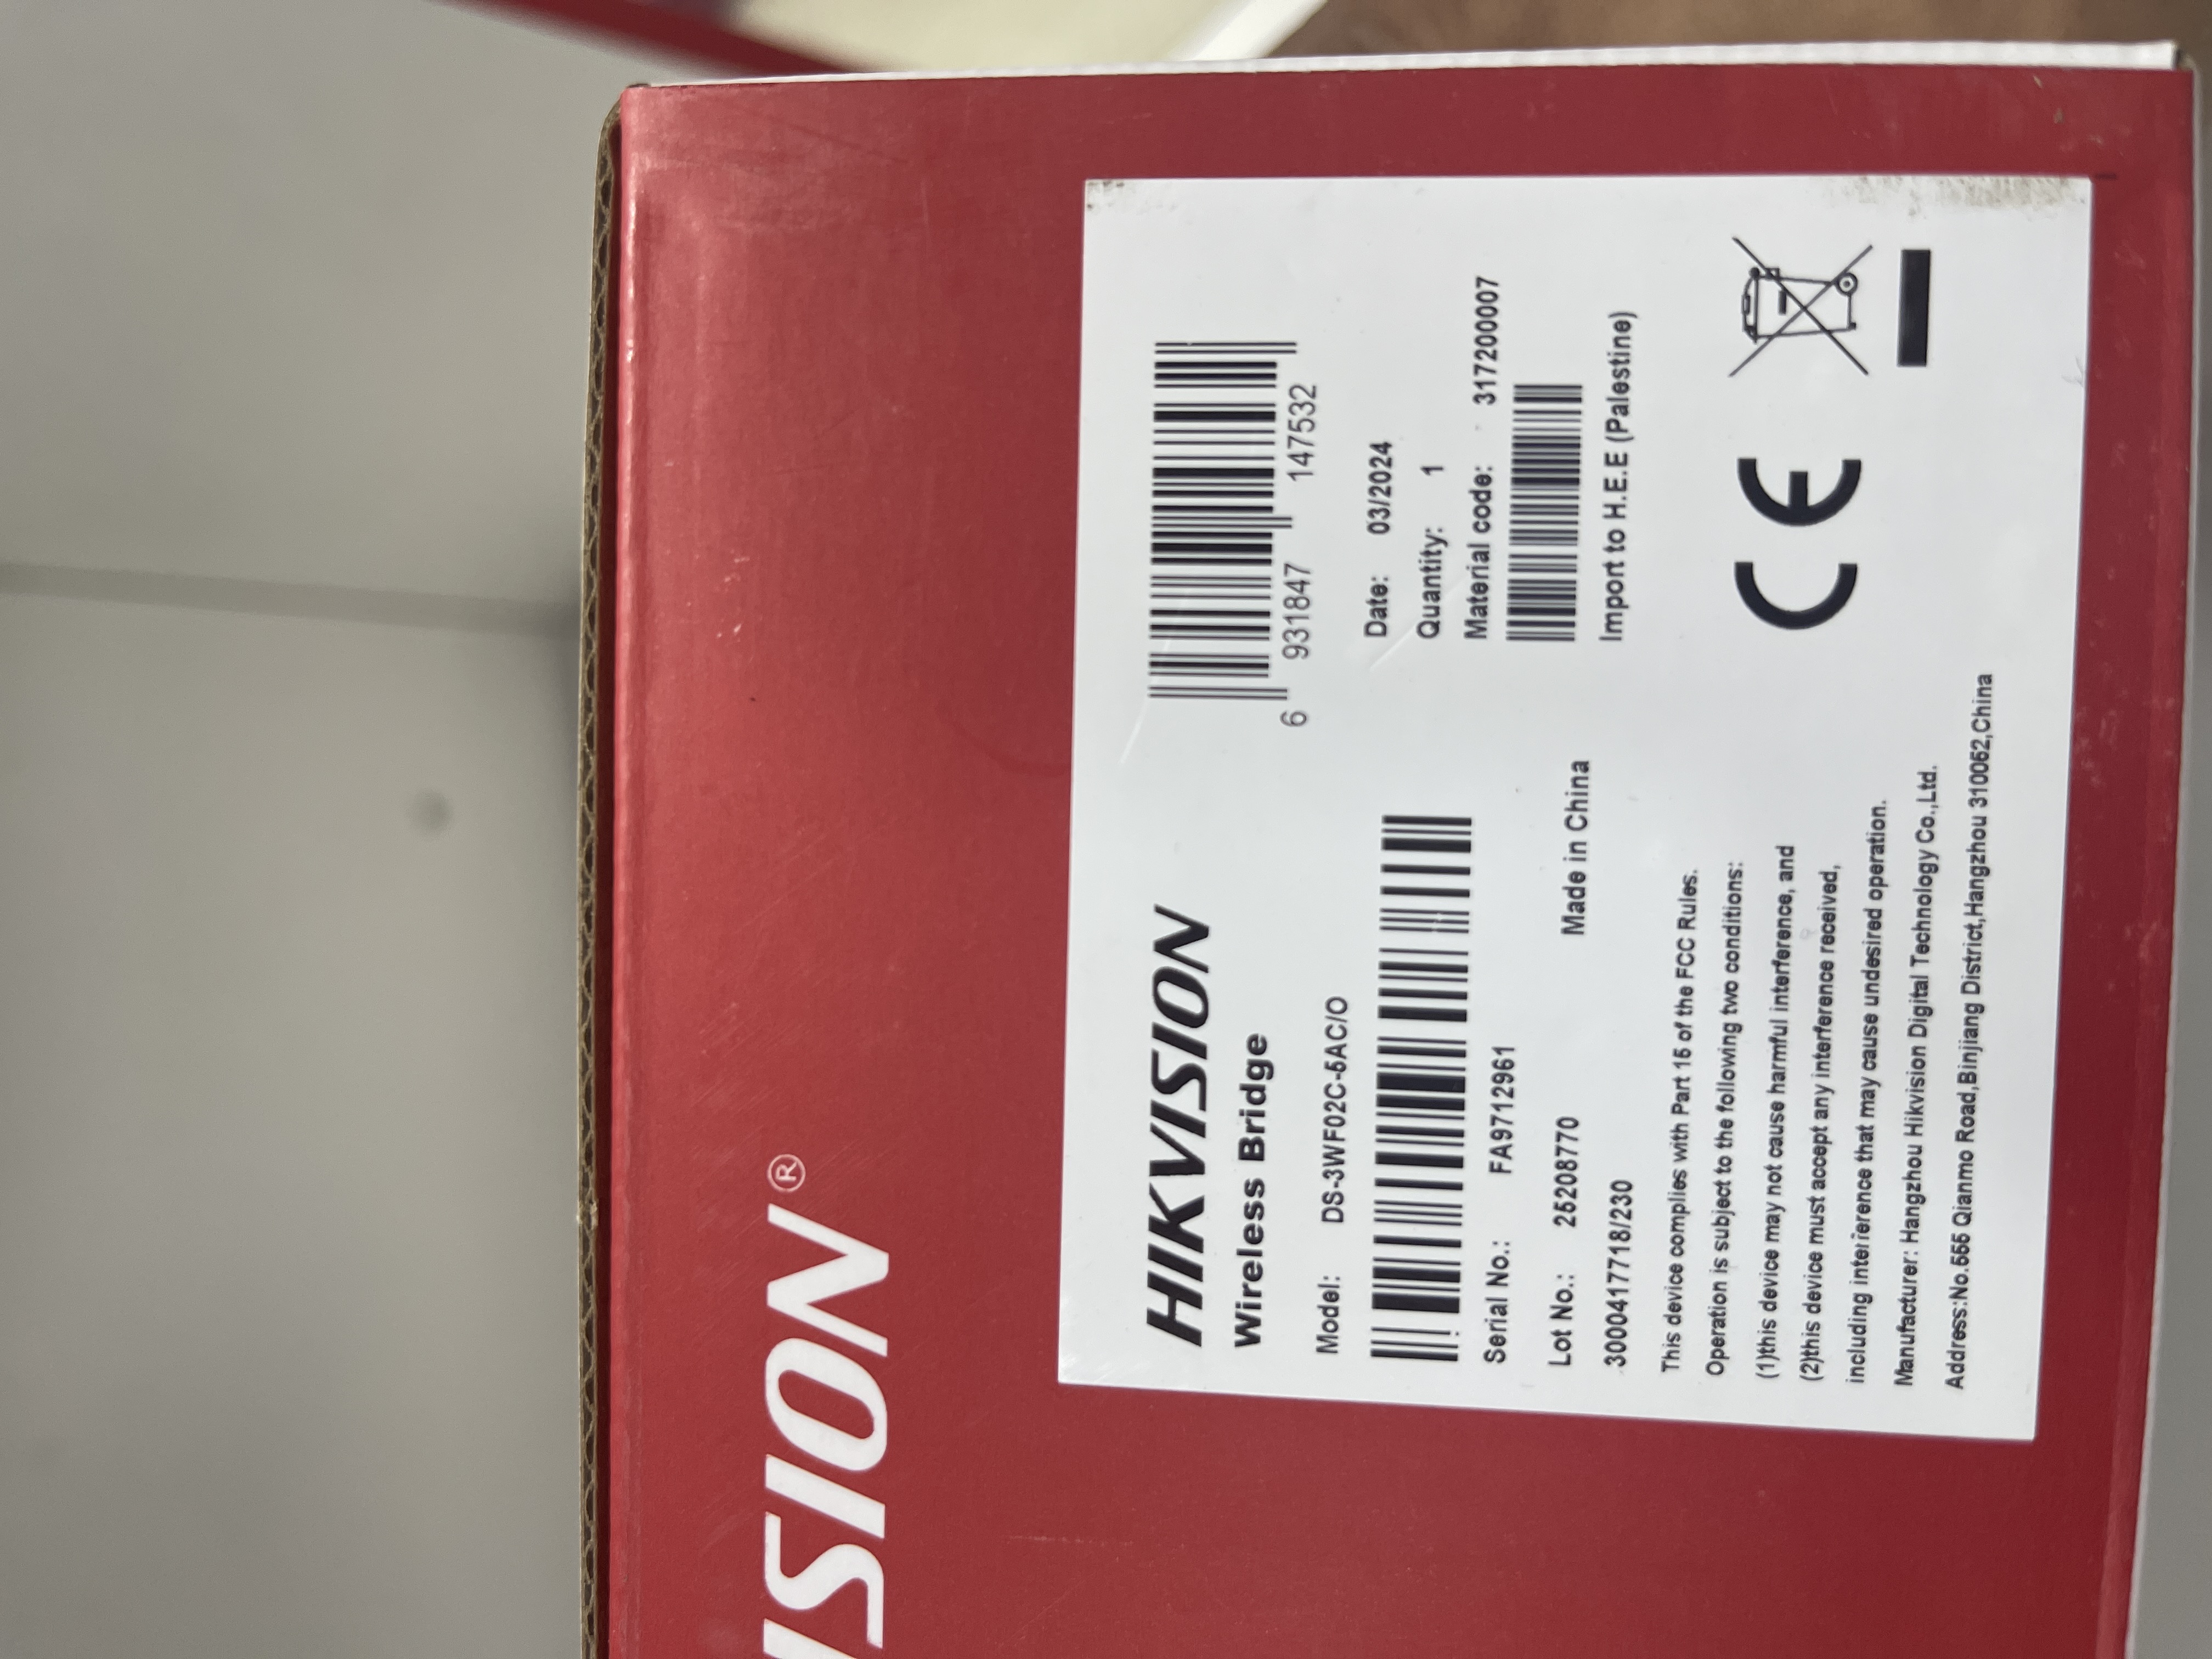 ISION®
HIKVISION
Wireless Bridge
Model: DS-3WF02C-5AC/O
Serial No.: FA9712961
Lot No.: 25208770 Made in China
300417718/230
6 931847 147532
Date: 03/2024
Quantity: 1
Material code: 317200007
Import to H.E.E (Palestine)
This device complies with Part 15 of the FCC Rules.
Operation is subject to the following two conditions:
(1)this device may not cause harmful interference, and
(2)this device must accept any interference received,
including interference that may cause undesired operation.
Manufacturer: Hangzhou Hikvision Digital Technology Co.,Ltd.
Address:No.555 Qianmo Road,Binjiang District,Hangzhou 310052,China
CE